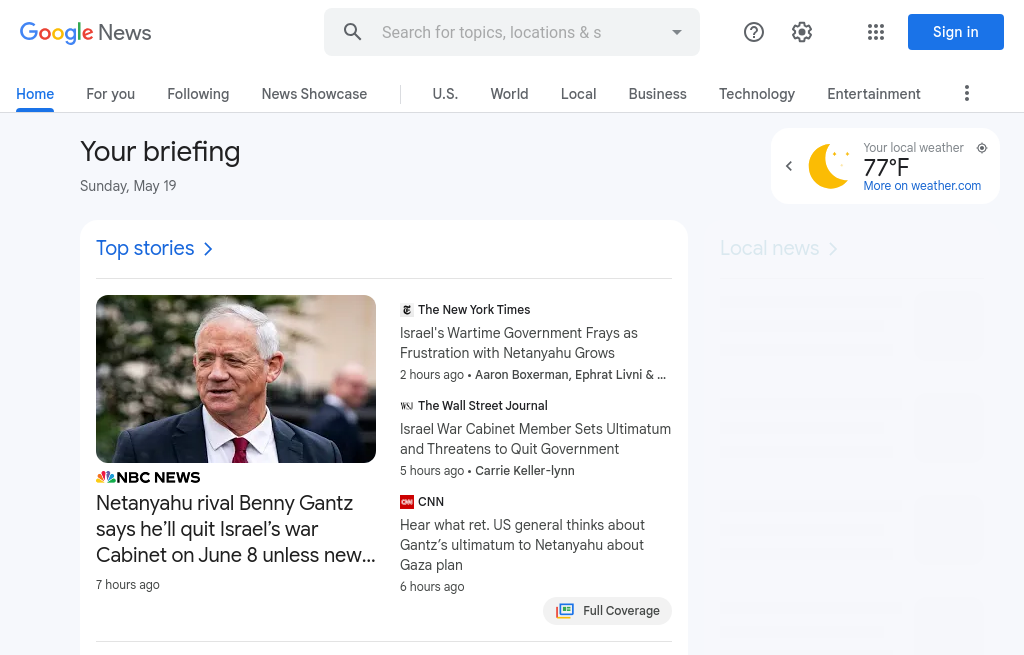 Google News
Search for topics, locations & s
Sign in
Home For you Following News Showcase U.S. World Local Business Technology Entertainment
Your briefing
Sunday, May 19
Your local weather
77°F
More on weather.com
Top stories
Local news
NBC NEWS
Netanyahu rival Benny Gantz
says he’ll quit Israel’s war
Cabinet on June 8 unless new...
7 hours ago
The New York Times
Israel's Wartime Government Frays as
Frustration with Netanyahu Grows
2 hours ago • Aaron Boxerman, Ephrat Livni & ...
WSJ The Wall Street Journal
Israel War Cabinet Member Sets Ultimatum
and Threatens to Quit Government
5 hours ago • Carrie Keller-lynn
CNN CNN
Hear what ret. US general thinks about
Gantz’s ultimatum to Netanyahu about
Gaza plan
6 hours ago
Full Coverage